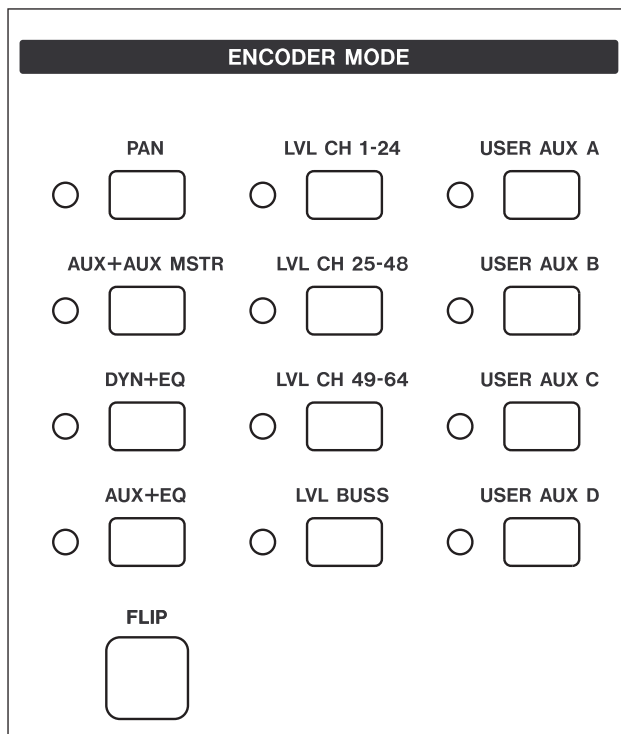 ENCODER MODE
PAN LVL CH 1-24 USER AUX A
AUX+AUX MSTR LVL CH 25-48 USER AUX B
DYN+EQ LVL CH 49-64 USER AUX C
AUX+EQ LVL BUSS USER AUX D
FLIP